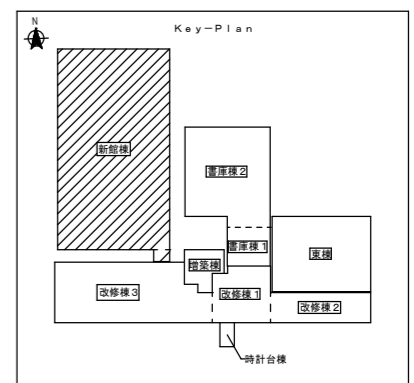 Key-Plan
N
新館棟
書庫棟2
書庫棟1
東棟
増築棟
改修棟3
改修棟1
改修棟2
時計台棟